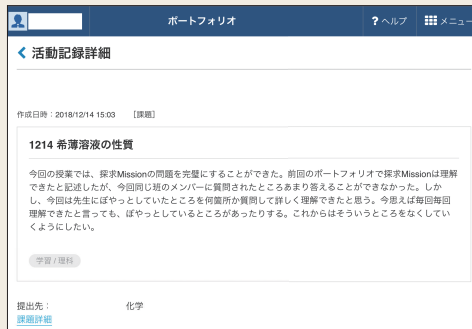 ポートフォリオ
? ヘルプ
メニュー
活動記録詳細
作成日時：2018/12/14 15:03 [課題]
1214 希薄溶液の性質
今回の授業では、探求Missionの問題を完璧にすることができた。前回のポートフォリオで探求Missionは理解
できたと記述したが、今回同じ班のメンバーに質問されたところあまり答えることができなかった。しか
し、今回は先生にぼやっとしていたところを何箇所か質問して詳しく理解できたと思う。今思えば毎回毎回
理解できたと言っても、ぼやっとしているところがあったりする。これからはそういうところをなくしてい
くようにしたい。
学習 / 理科
提出先： 化学
課題詳細